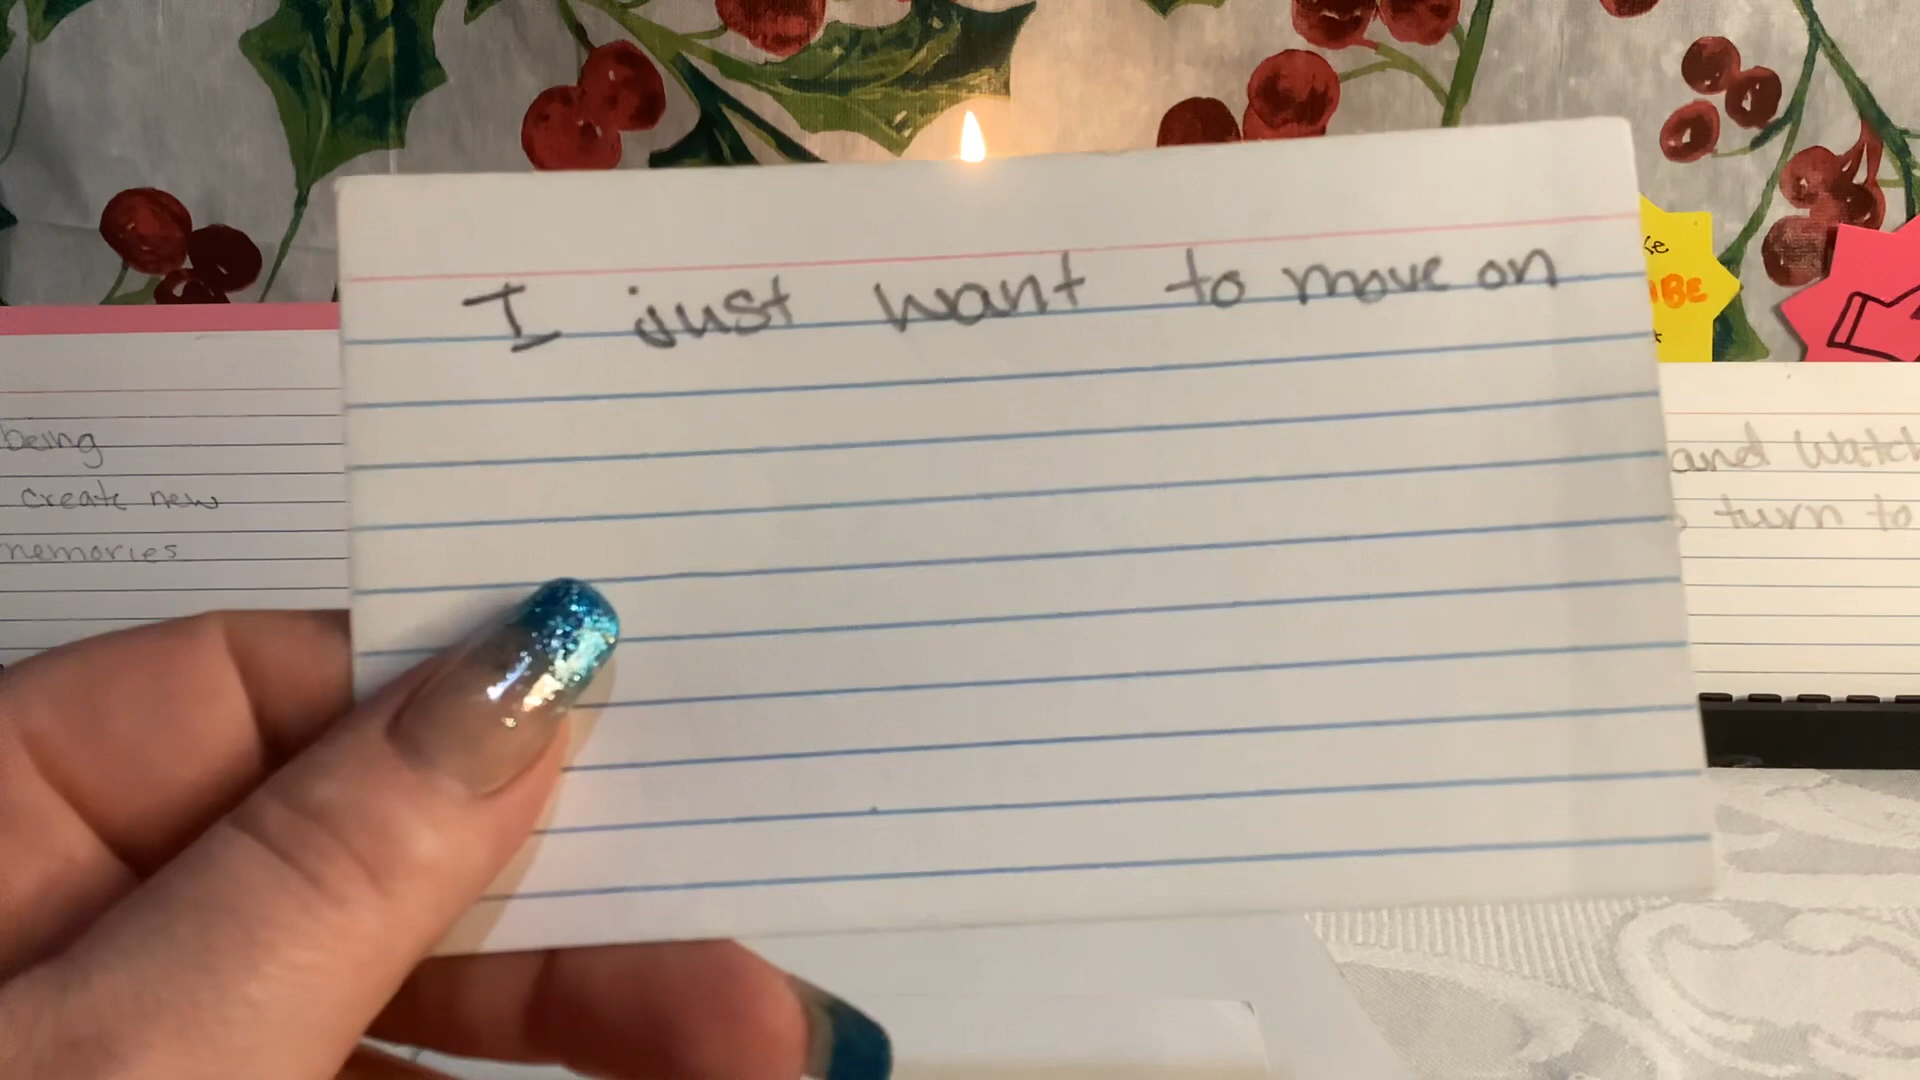 I just want to move on
being
create new
memories
and watch
turn to